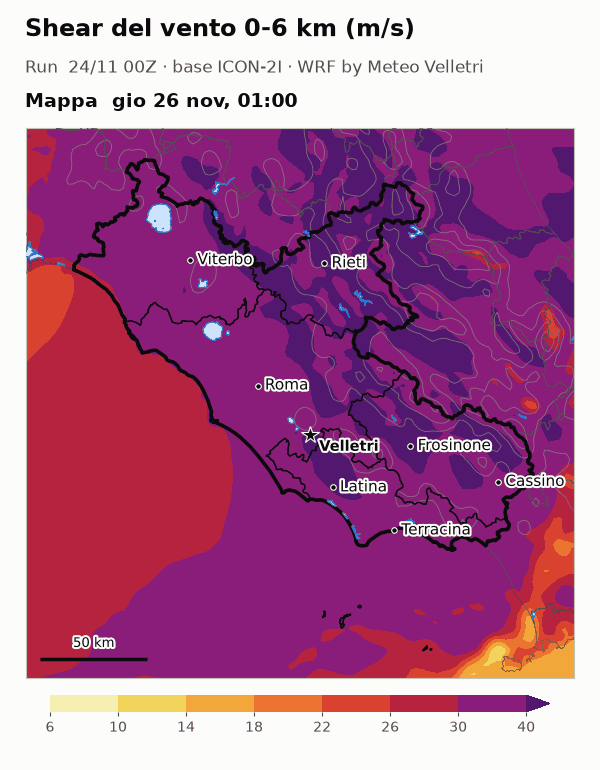 Shear del vento 0-6 km (m/s)
Run  24/11 00Z · base ICON-2I · WRF by Meteo Velletri
Mappa  gio 26 nov, 01:00
Viterbo
Rieti
Roma
Velletri
Frosinone
Latina
Cassino
Terracina
50 km
6 10 14 18 22 26 30 40